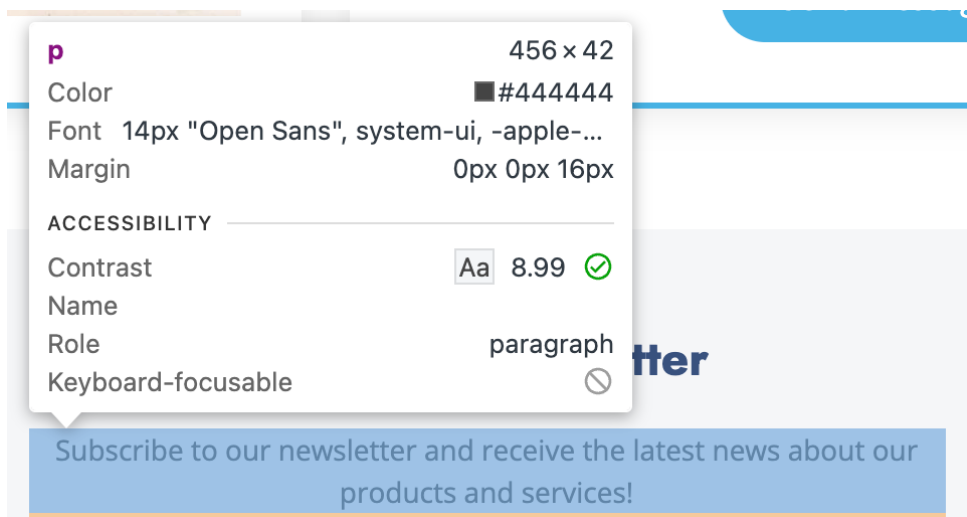 p 456 × 42
Color #444444
Font 14px "Open Sans", system-ui, -apple-...
Margin 0px 0px 16px
ACCESSIBILITY
Contrast Aa 8.99
Name
Role paragraph
Keyboard-focusable
tter
Subscribe to our newsletter and receive the latest news about our
products and services!